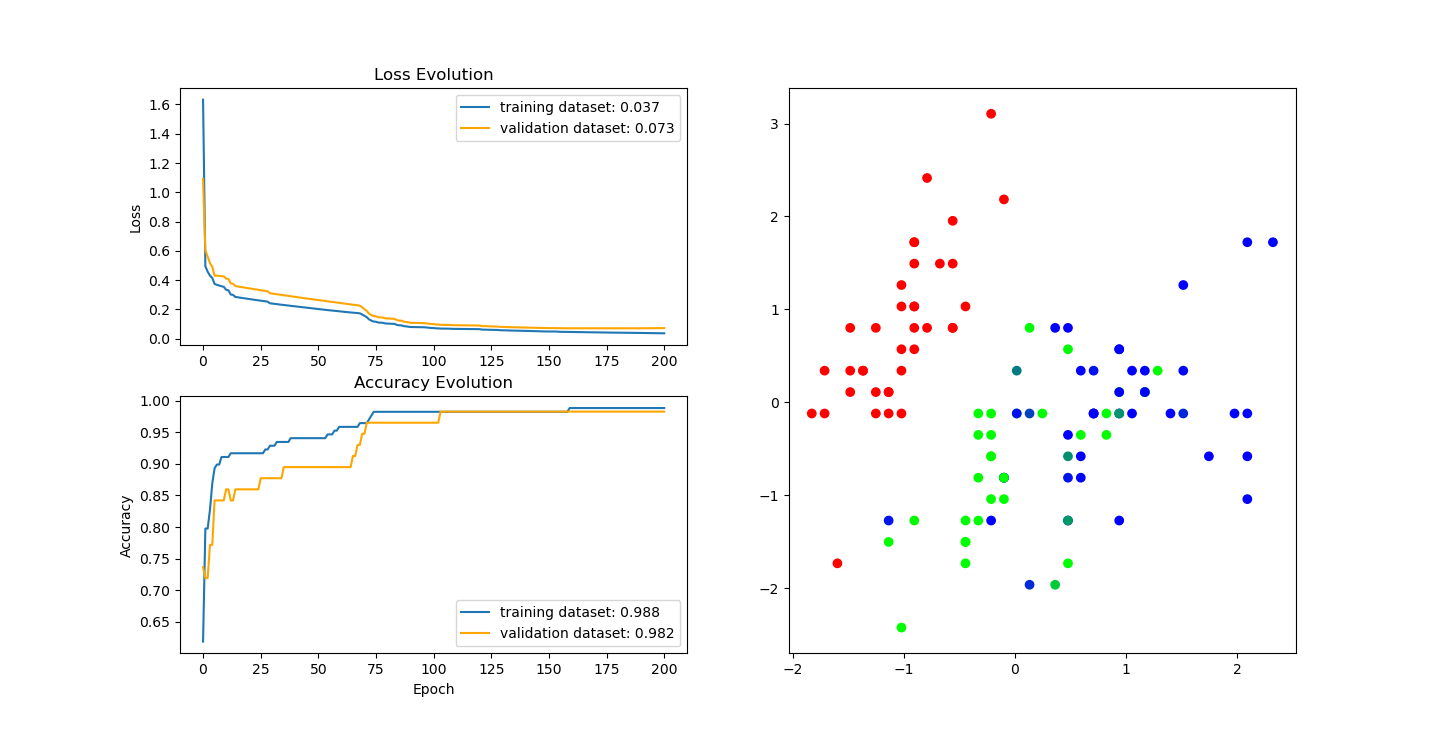 Loss Evolution
1.6
1.4
1.2
1.0
0.8
0.6
0.4
0.2
0.0
Loss
training dataset: 0.037
validation dataset: 0.073
0 25 50 75 100 125 150 175 200
Accuracy Evolution
1.00
0.95
0.90
0.85
0.80
0.75
0.70
0.65
Accuracy
training dataset: 0.988
validation dataset: 0.982
0 25 50 75 100 125 150 175 200
Epoch
3
2
1
0
−1
−2
−2 −1 0 1 2